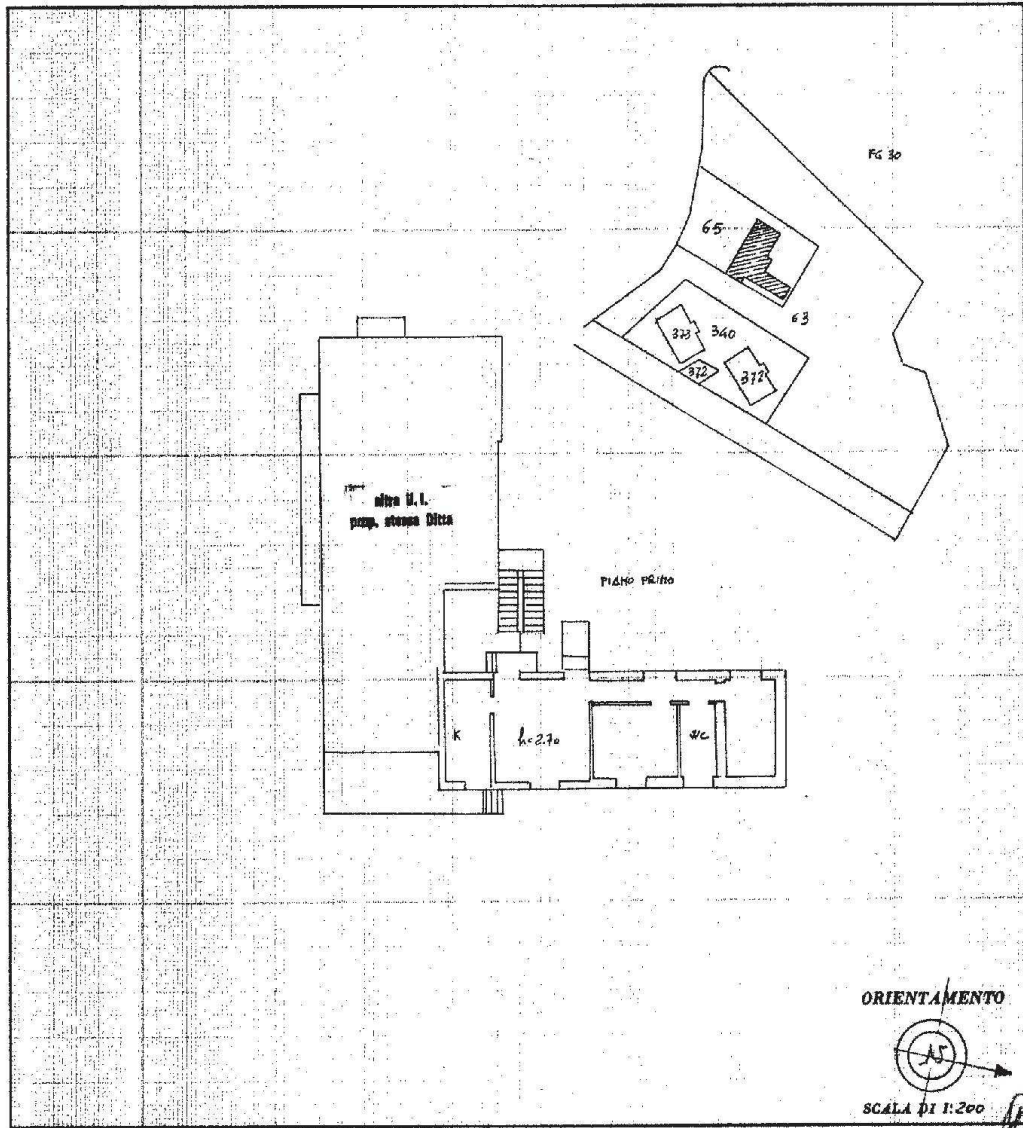 FG 30
65
63
373
340
372
372
altra U.I.
prop. stessa Ditta
PIANO PRIMO
K
h=2.70
WC
ORIENTAMENTO
N
SCALA DI 1:200